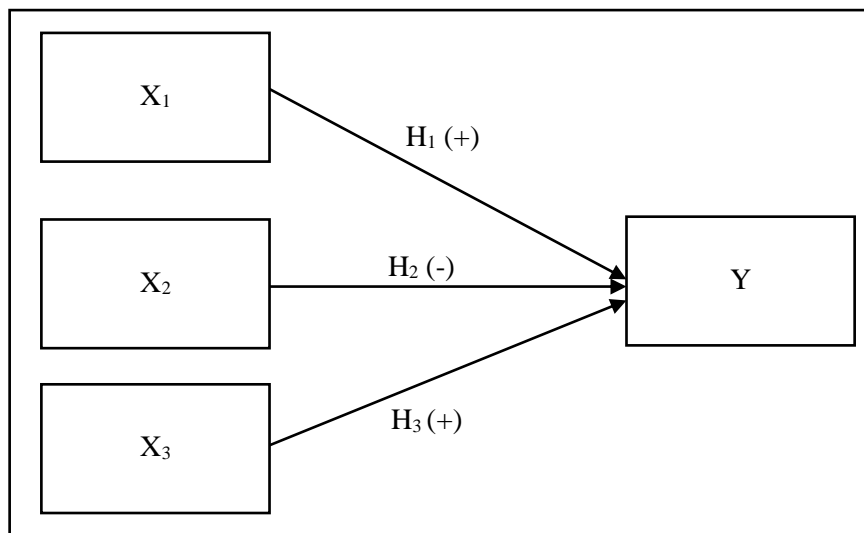 X₁
H₁ (+)
X₂
H₂ (-)
Y
X₃
H₃ (+)